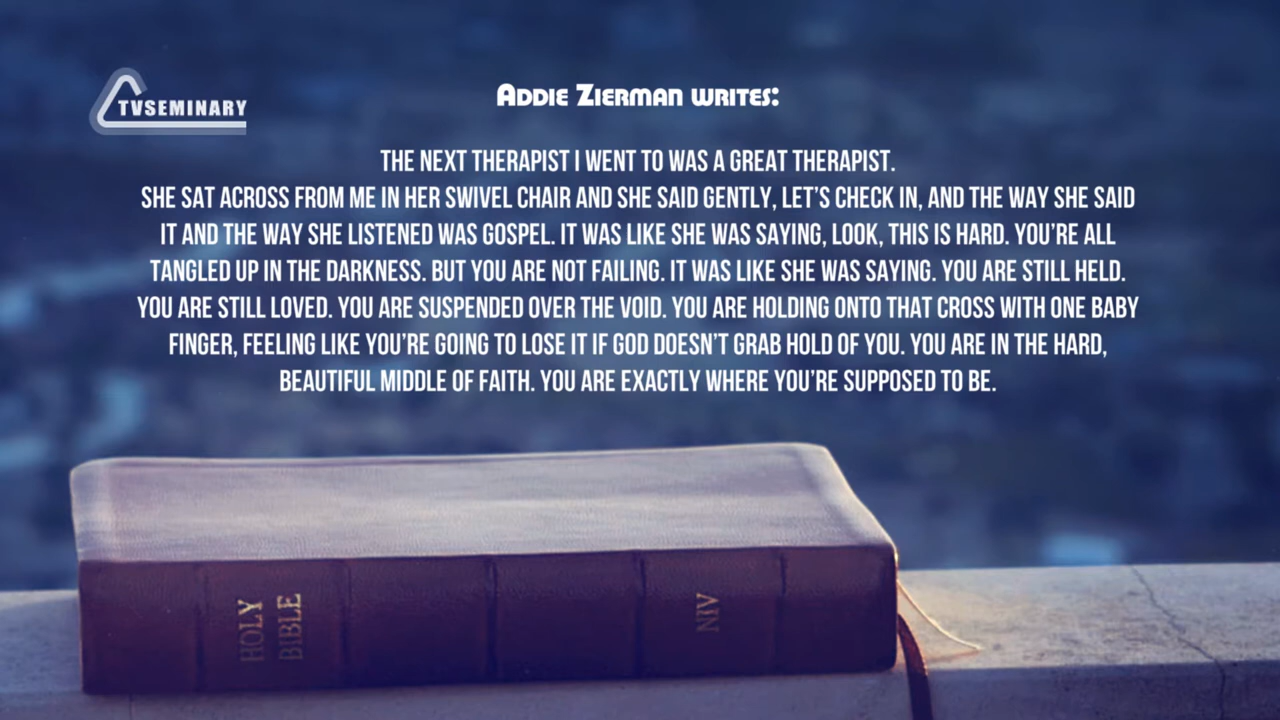 TVSEMINARY
ADDIE ZIERMAN WRITES:
THE NEXT THERAPIST I WENT TO WAS A GREAT THERAPIST.
SHE SAT ACROSS FROM ME IN HER SWIVEL CHAIR AND SHE SAID GENTLY, LET'S CHECK IN, AND THE WAY SHE SAID
IT AND THE WAY SHE LISTENED WAS GOSPEL. IT WAS LIKE SHE WAS SAYING, LOOK, THIS IS HARD. YOU'RE ALL
TANGLED UP IN THE DARKNESS. BUT YOU ARE NOT FAILING. IT WAS LIKE SHE WAS SAYING. YOU ARE STILL HELD.
YOU ARE STILL LOVED. YOU ARE SUSPENDED OVER THE VOID. YOU ARE HOLDING ONTO THAT CROSS WITH ONE BABY
FINGER, FEELING LIKE YOU'RE GOING TO LOSE IT IF GOD DOESN'T GRAB HOLD OF YOU. YOU ARE IN THE HARD,
BEAUTIFUL MIDDLE OF FAITH. YOU ARE EXACTLY WHERE YOU'RE SUPPOSED TO BE.
HOLY
BIBLE
NIV